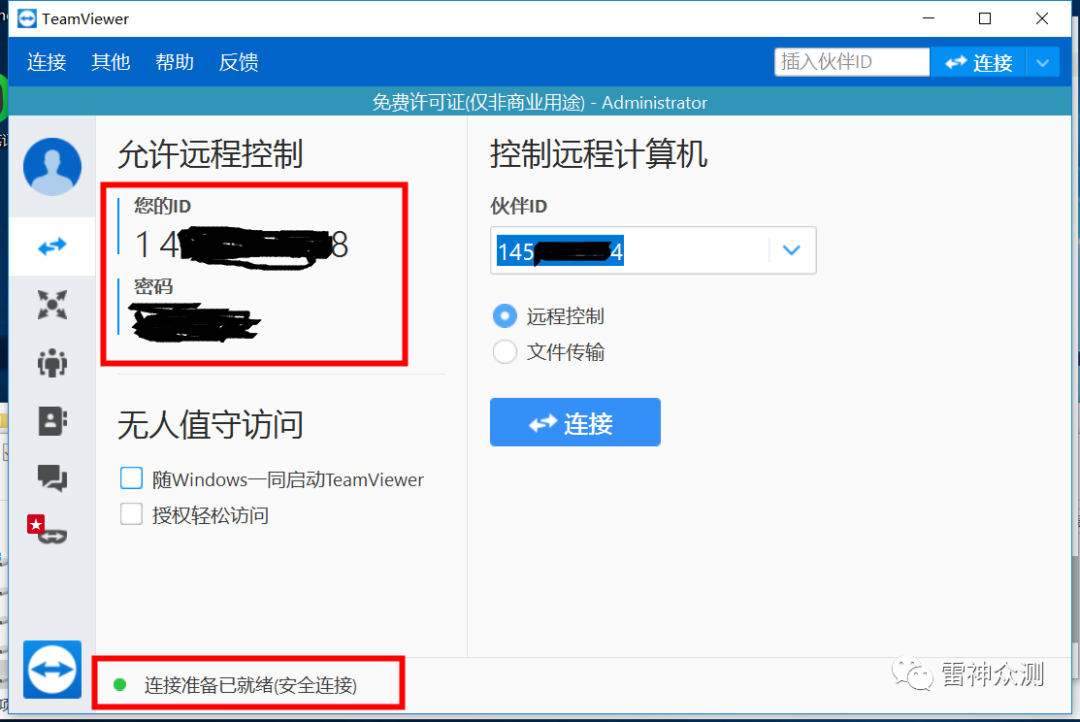 TeamViewer
连接 其他 帮助 反馈
插入伙伴ID 连接
免费许可证(仅非商业用途) - Administrator
允许远程控制
您的ID
14 8
密码
无人值守访问
随Windows一同启动TeamViewer
授权轻松访问
控制远程计算机
伙伴ID
145 4
远程控制
文件传输
连接
连接准备已就绪(安全连接)
雷神众测